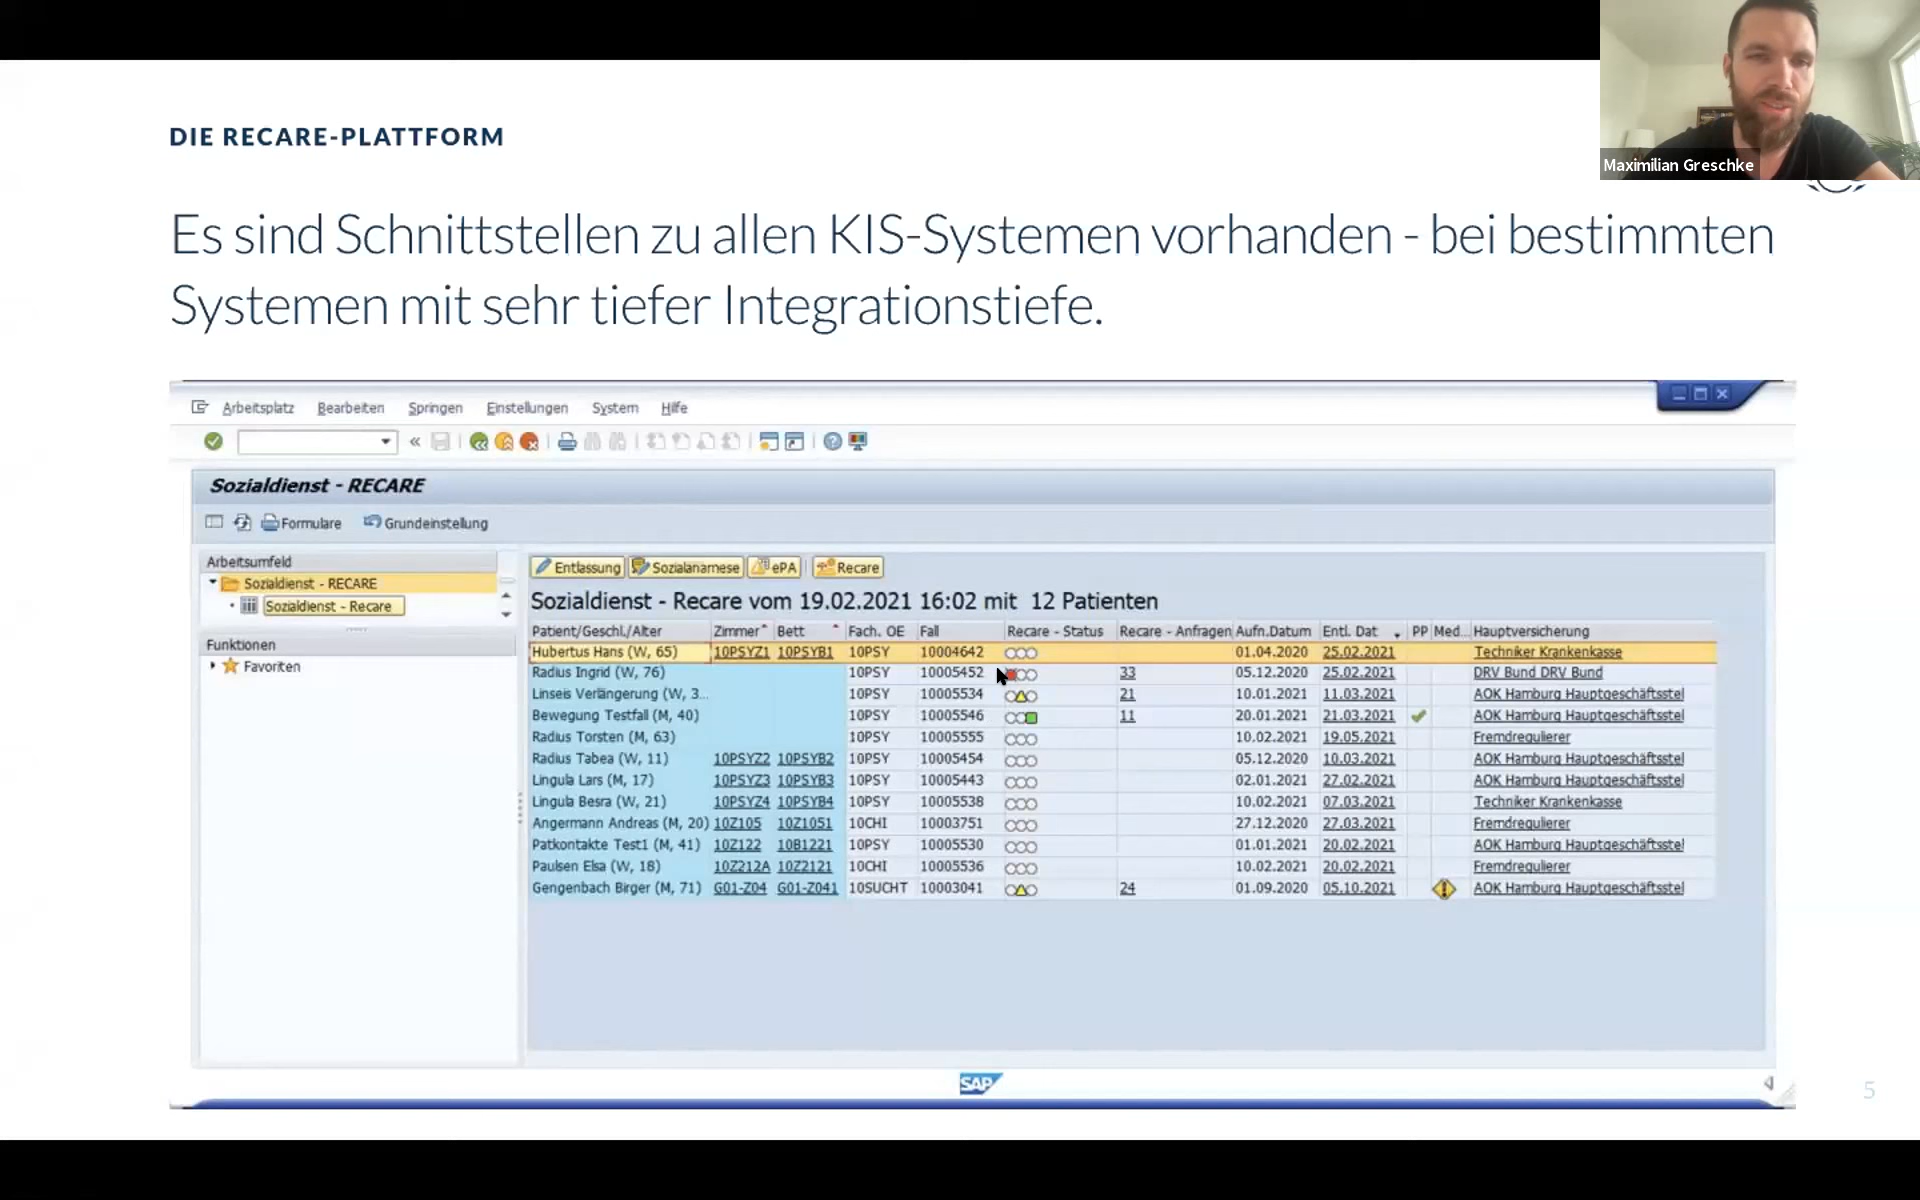 Maximilian Greschke
DIE RECARE-PLATTFORM
Es sind Schnittstellen zu allen KIS-Systemen vorhanden - bei bestimmten
Systemen mit sehr tiefer Integrationstiefe.
Arbeitsplatz Bearbeiten Springen Einstellungen System Hilfe
Sozialdienst - RECARE
Formulare Grundeinstellung
Arbeitsumfeld
Sozialdienst - RECARE
Sozialdienst - Recare
Funktionen
Favoriten
Entlassung Sozialanamese ePA Recare
Sozialdienst - Recare vom 19.02.2021 16:02 mit 12 Patienten
Patient/Geschl./Alter Zimmer Bett Fach. OE Fall Recare - Status Recare - Anfragen Aufn.Datum Entl. Dat PP Med... Hauptversicherung
Hubertus Hans (W, 65) 10PSYZ1 10PSYB1 10PSY 10004642 01.04.2020 25.02.2021 Techniker Krankenkasse
Radius Ingrid (W, 76) 10PSY 10005452 33 05.12.2020 25.02.2021 DRV Bund DRV Bund
Linseis Verlängerung (W, 3... 10PSY 10005534 21 10.01.2021 11.03.2021 AOK Hamburg Hauptgeschäftsstel
Bewegung Testfall (M, 40) 10PSY 10005546 11 20.01.2021 21.03.2021 AOK Hamburg Hauptgeschäftsstel
Radius Torsten (M, 63) 10PSY 10005555 10.02.2021 19.05.2021 Fremdregulierer
Radius Tabea (W, 11) 10PSYZ2 10PSYB2 10PSY 10005454 05.12.2020 10.03.2021 AOK Hamburg Hauptgeschäftsstel
Lingula Lars (M, 17) 10PSYZ3 10PSYB3 10PSY 10005443 02.01.2021 27.02.2021 AOK Hamburg Hauptgeschäftsstel
Lingula Besra (W, 21) 10PSYZ4 10PSYB4 10PSY 10005538 10.02.2021 07.03.2021 Techniker Krankenkasse
Angermann Andreas (M, 20) 10Z105 10Z1051 10CHI 10003751 27.12.2020 27.03.2021 Fremdregulierer
Patkontakte Test1 (M, 41) 10Z122 10B1221 10PSY 10005530 01.01.2021 20.02.2021 AOK Hamburg Hauptgeschäftsstel
Paulsen Elsa (W, 18) 10Z212A 10Z2121 10CHI 10005536 10.02.2021 20.02.2021 Fremdregulierer
Gengenbach Birger (M, 71) G01-Z04 G01-Z041 10SUCHT 10003041 24 01.09.2020 05.10.2021 AOK Hamburg Hauptgeschäftsstel
SAP
5